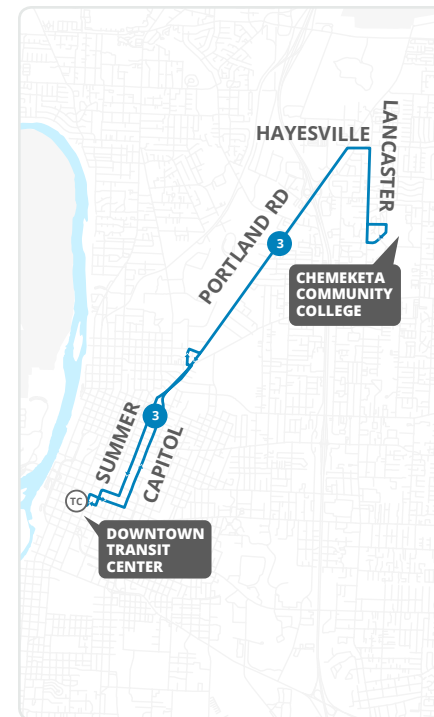 HAYESVILLE
LANCASTER
PORTLAND RD
3
CHEMEKETA
COMMUNITY
COLLEGE
SUMMER
3
CAPITOL
TC
DOWNTOWN
TRANSIT
CENTER